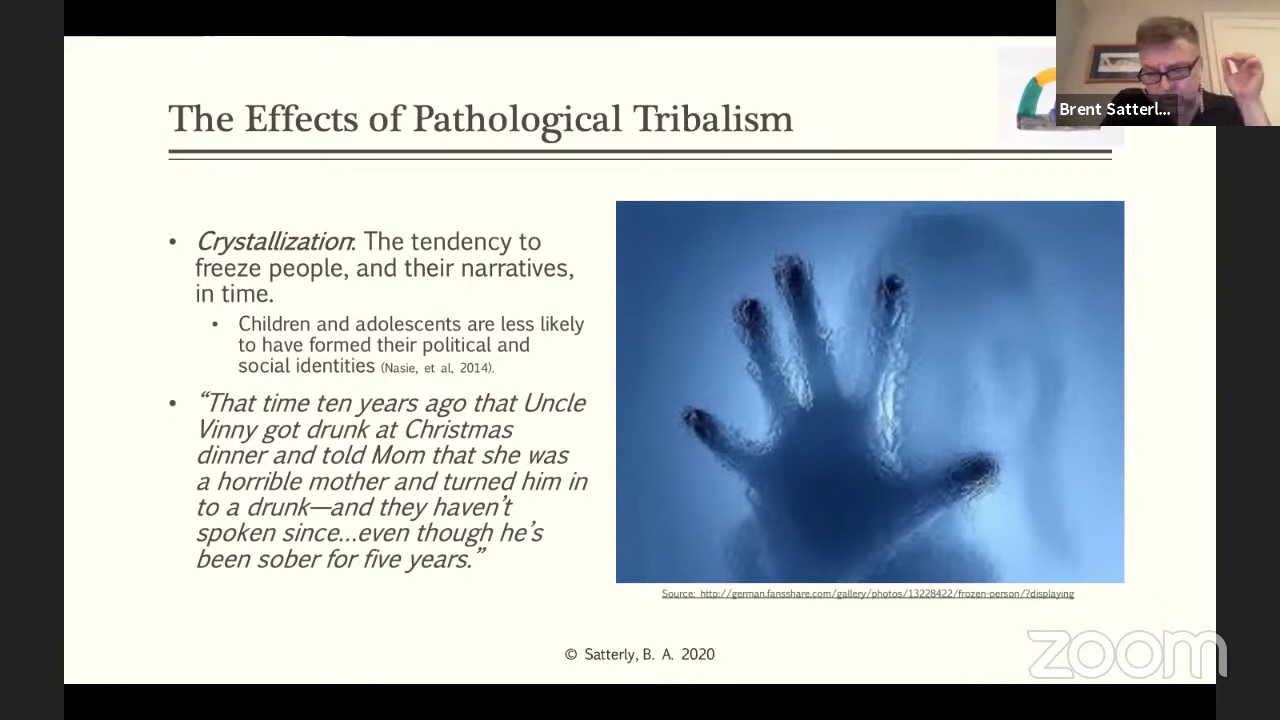 The Effects of Pathological Tribalism
Brent Satterl...
• Crystallization: The tendency to
freeze people, and their narratives,
in time.
• Children and adolescents are less likely
to have formed their political and
social identities (Nasie, et al, 2014).
• “That time ten years ago that Uncle
Vinny got drunk at Christmas
dinner and told Mom that she was
a horrible mother and turned him in
to a drunk—and they haven’t
spoken since...even though he’s
been sober for five years.”
Source: http://german.fansshare.com/gallery/photos/13228422/frozen-person/?displaying
© Satterly, B. A. 2020
zoom